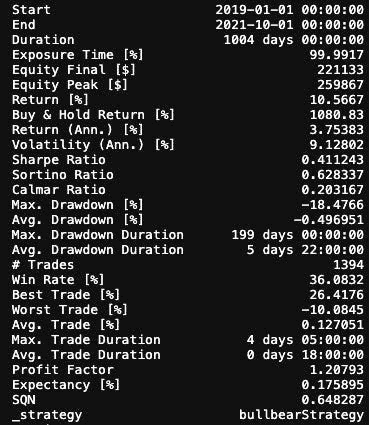 Start 2019-01-01 00:00:00
End 2021-10-01 00:00:00
Duration 1004 days 00:00:00
Exposure Time [%] 99.9917
Equity Final [$] 221133
Equity Peak [$] 259867
Return [%] 10.5667
Buy & Hold Return [%] 1080.83
Return (Ann.) [%] 3.75383
Volatility (Ann.) [%] 9.12802
Sharpe Ratio 0.411243
Sortino Ratio 0.628337
Calmar Ratio 0.203167
Max. Drawdown [%] -18.4766
Avg. Drawdown [%] -0.496951
Max. Drawdown Duration 199 days 00:00:00
Avg. Drawdown Duration 5 days 22:00:00
# Trades 1394
Win Rate [%] 36.0832
Best Trade [%] 26.4176
Worst Trade [%] -10.0845
Avg. Trade [%] 0.127051
Max. Trade Duration 4 days 05:00:00
Avg. Trade Duration 0 days 18:00:00
Profit Factor 1.20793
Expectancy [%] 0.175895
SQN 0.648287
_strategy bullbearStrategy